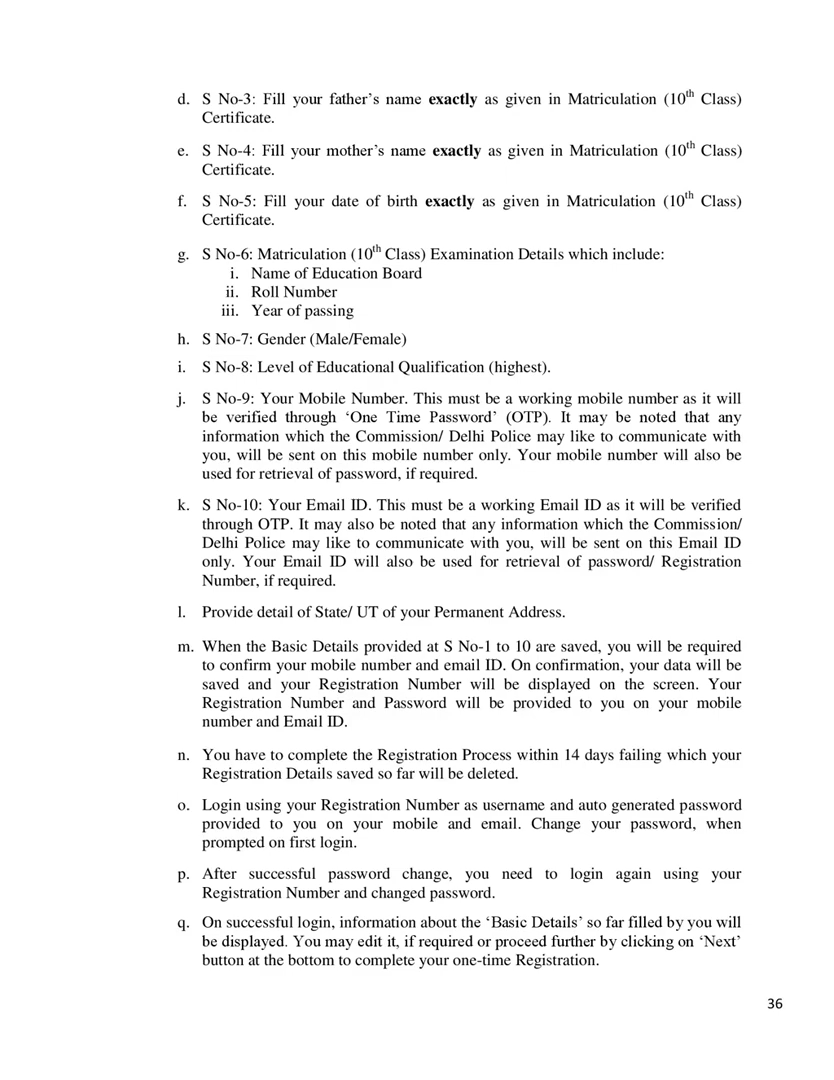 d. S No-3: Fill your father's name exactly as given in Matriculation (10th Class)
Certificate.
e. S No-4: Fill your mother's name exactly as given in Matriculation (10th Class)
Certificate.
f. S No-5: Fill your date of birth exactly as given in Matriculation (10th Class)
Certificate.
g. S No-6: Matriculation (10th Class) Examination Details which include:
i. Name of Education Board
ii. Roll Number
iii. Year of passing
h. S No-7: Gender (Male/Female)
i. S No-8: Level of Educational Qualification (highest).
j. S No-9: Your Mobile Number. This must be a working mobile number as it will
be verified through ‘One Time Password’ (OTP). It may be noted that any
information which the Commission/ Delhi Police may like to communicate with
you, will be sent on this mobile number only. Your mobile number will also be
used for retrieval of password, if required.
k. S No-10: Your Email ID. This must be a working Email ID as it will be verified
through OTP. It may also be noted that any information which the Commission/
Delhi Police may like to communicate with you, will be sent on this Email ID
only. Your Email ID will also be used for retrieval of password/ Registration
Number, if required.
l. Provide detail of State/ UT of your Permanent Address.
m. When the Basic Details provided at S No-1 to 10 are saved, you will be required
to confirm your mobile number and email ID. On confirmation, your data will be
saved and your Registration Number will be displayed on the screen. Your
Registration Number and Password will be provided to you on your mobile
number and Email ID.
n. You have to complete the Registration Process within 14 days failing which your
Registration Details saved so far will be deleted.
o. Login using your Registration Number as username and auto generated password
provided to you on your mobile and email. Change your password, when
prompted on first login.
p. After successful password change, you need to login again using your
Registration Number and changed password.
q. On successful login, information about the ‘Basic Details’ so far filled by you will
be displayed. You may edit it, if required or proceed further by clicking on ‘Next’
button at the bottom to complete your one-time Registration.
36